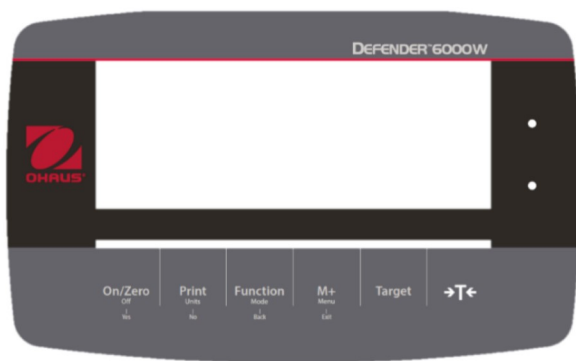 DEFENDER™6000W
OHAUS®
On/Zero Print Function M+ Target →T←
Off Units Mode Menu
Yes No Back Exit